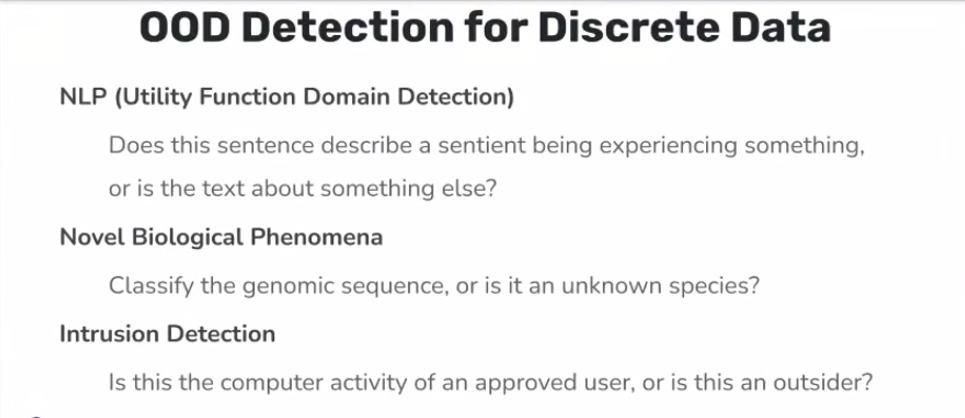 OOD Detection for Discrete Data
NLP (Utility Function Domain Detection)
Does this sentence describe a sentient being experiencing something,
or is the text about something else?
Novel Biological Phenomena
Classify the genomic sequence, or is it an unknown species?
Intrusion Detection
Is this the computer activity of an approved user, or is this an outsider?